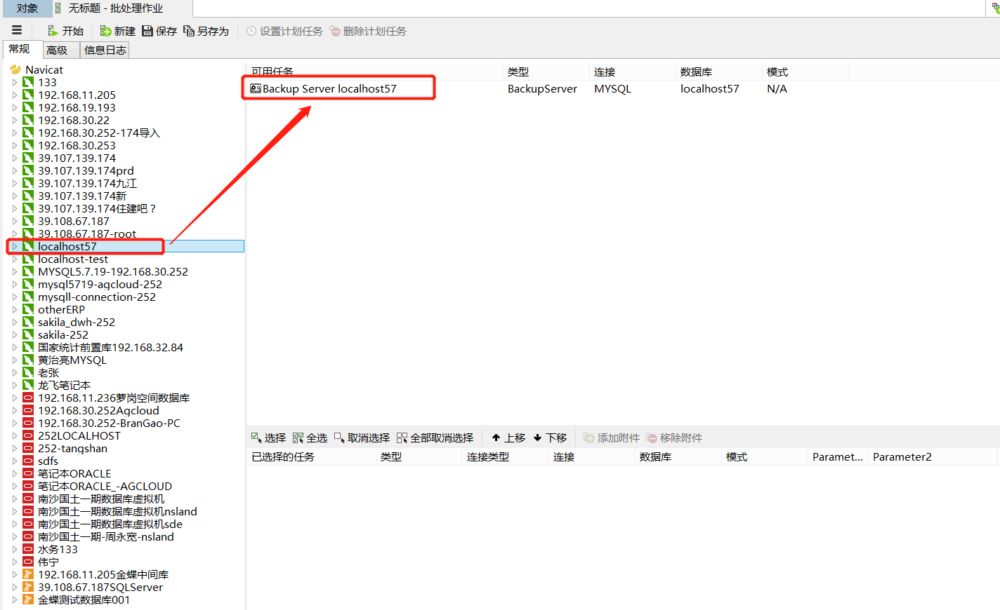 对象 无标题 - 批处理作业
开始 新建 保存 另存为 设置计划任务 删除计划任务
常规 高级 信息日志
Navicat
133
192.168.11.205
192.168.19.193
192.168.30.22
192.168.30.252-174导入
192.168.30.253
39.107.139.174
39.107.139.174prd
39.107.139.174九江
39.107.139.174新
39.107.139.174住建吧？
39.108.67.187
39.108.67.187-root
localhost57
localhost-test
MYSQL5.7.19-192.168.30.252
mysql5719-agcloud-252
mysqll-connection-252
otherERP
sakila_dwh-252
sakila-252
国家统计前置库192.168.32.84
黄治亮MYSQL
老张
龙飞笔记本
192.168.11.236萝岗空间数据库
192.168.30.252Agcloud
192.168.30.252-BranGao-PC
252LOCALHOST
252-tangshan
sdfs
笔记本ORACLE
笔记本ORACLE_-AGCLOUD
南沙国土一期数据库虚拟机
南沙国土一期数据库虚拟机nsland
南沙国土一期数据库虚拟机sde
南沙国土一期-周永宽-nsland
水务133
伟宁
192.168.11.205金蝶中间库
39.108.67.187SQLServer
金蝶测试数据库001
可用任务 类型 连接 数据库 模式
Backup Server localhost57 BackupServer MYSQL localhost57 N/A
选择 全选 取消选择 全部取消选择 上移 下移 添加附件 移除附件
已选择的任务 类型 连接类型 连接 数据库 模式 Paramet... Parameter2